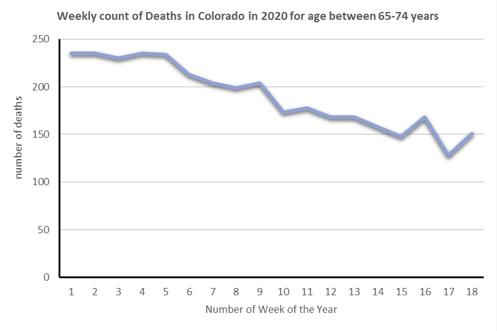 Weekly count of Deaths in Colorado in 2020 for age between 65-74 years
250
200
150
100
50
0
number of deaths
1 2 3 4 5 6 7 8 9 10 11 12 13 14 15 16 17 18
Number of Week of the Year